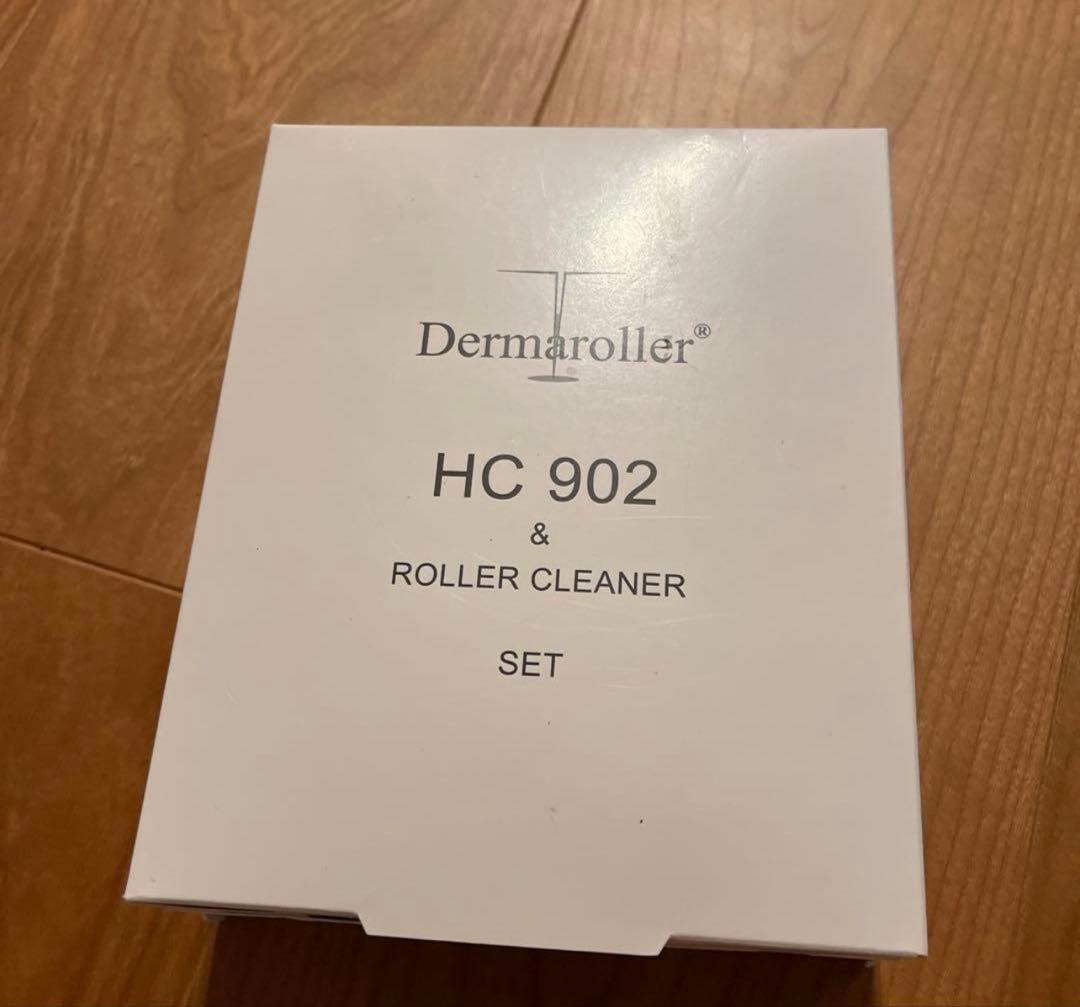 Dermaroller®
HC 902
&
ROLLER CLEANER
SET